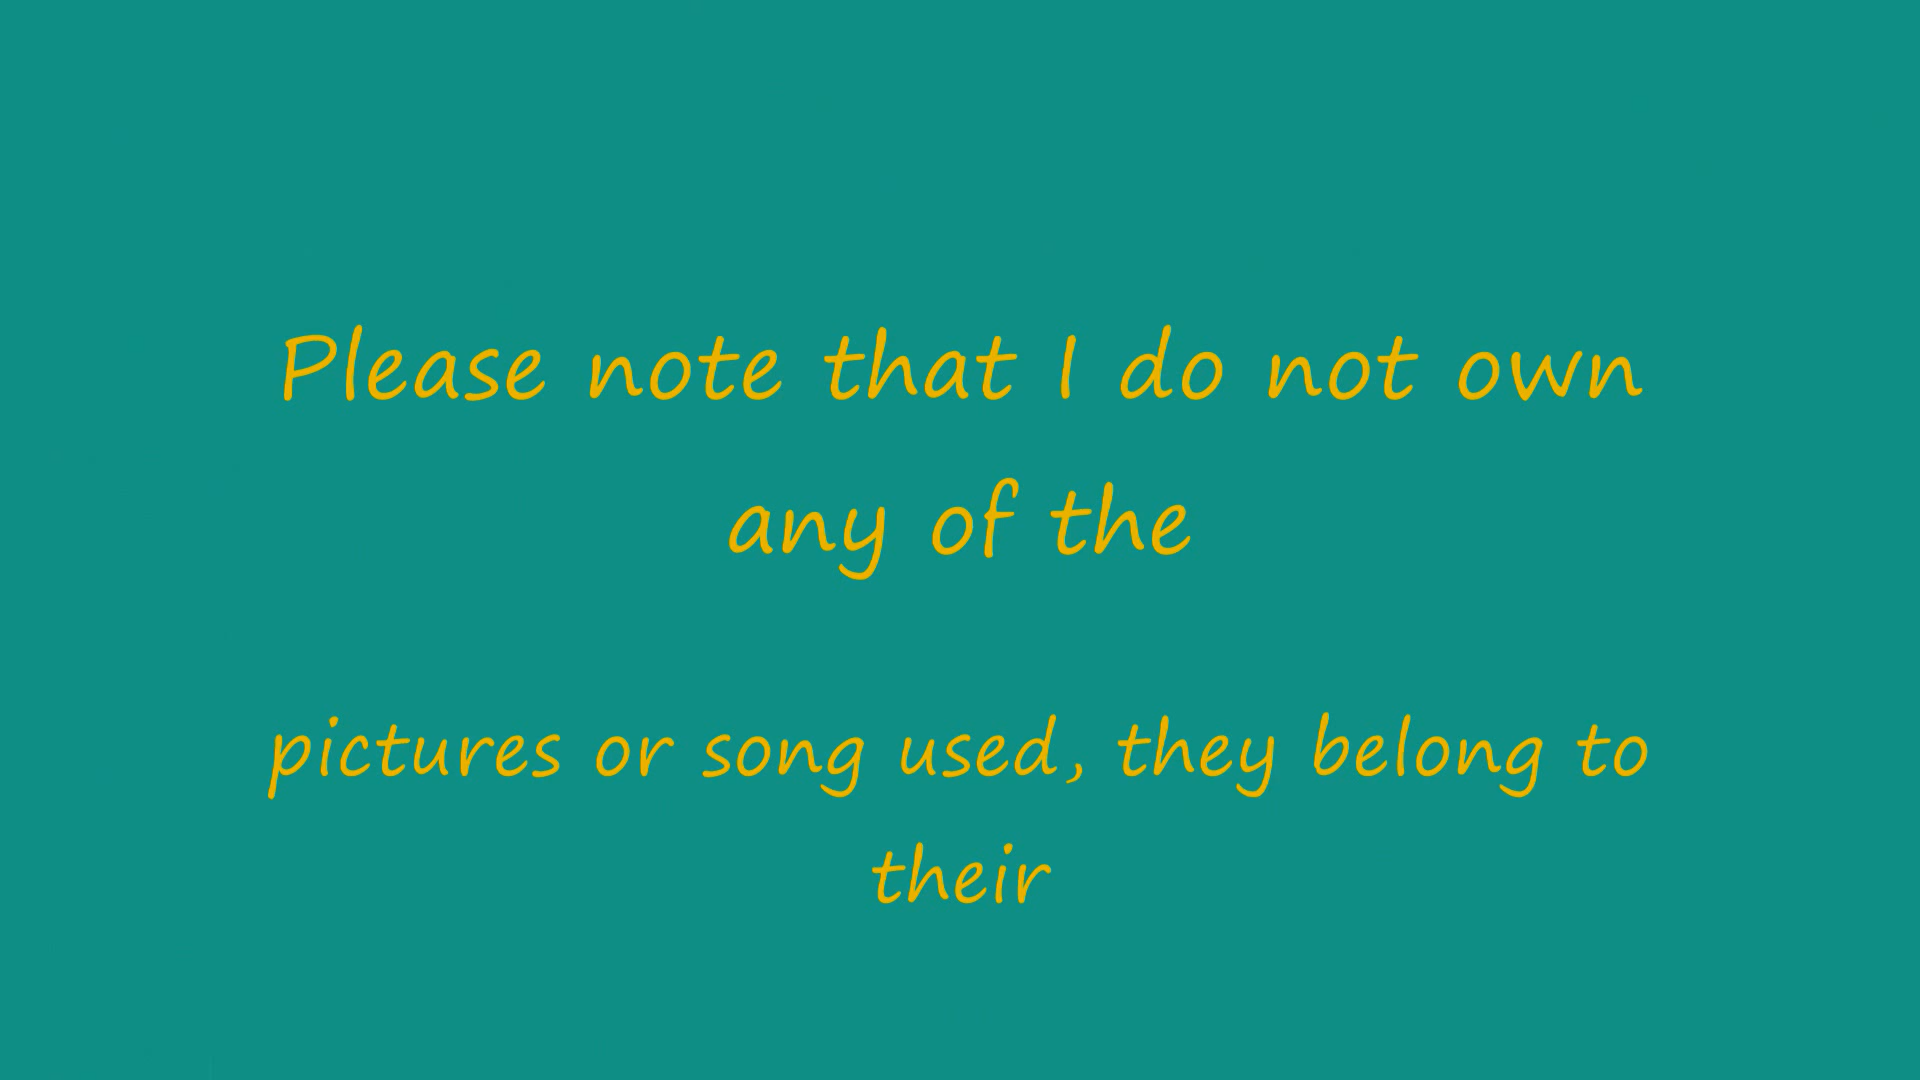 Please note that I do not own
any of the
pictures or song used, they belong to
their